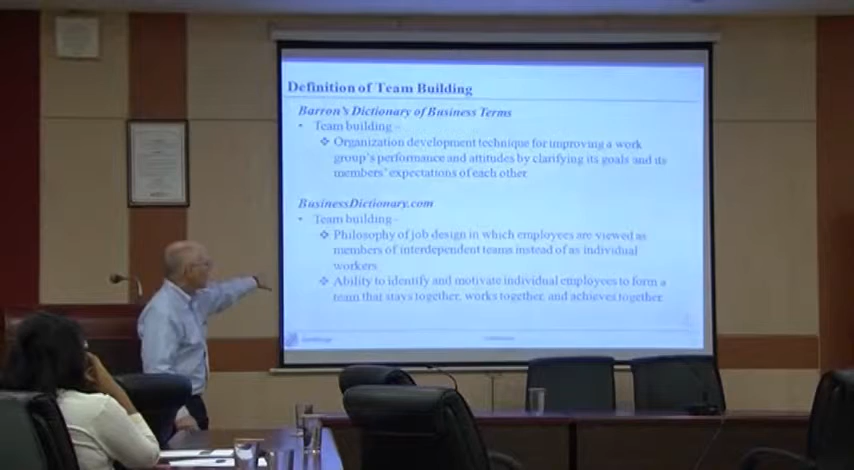 Definition of Team Building
Barron's Dictionary of Business Terms
• Team building –
❖ Organization development technique for improving a work
group's performance and attitudes by clarifying its goals and its
members' expectations of each other
BusinessDictionary.com
• Team building –
❖ Philosophy of job design in which employees are viewed as
members of interdependent teams instead of as individual
workers
❖ Ability to identify and motivate individual employees to form a
team that stays together, works together, and achieves together